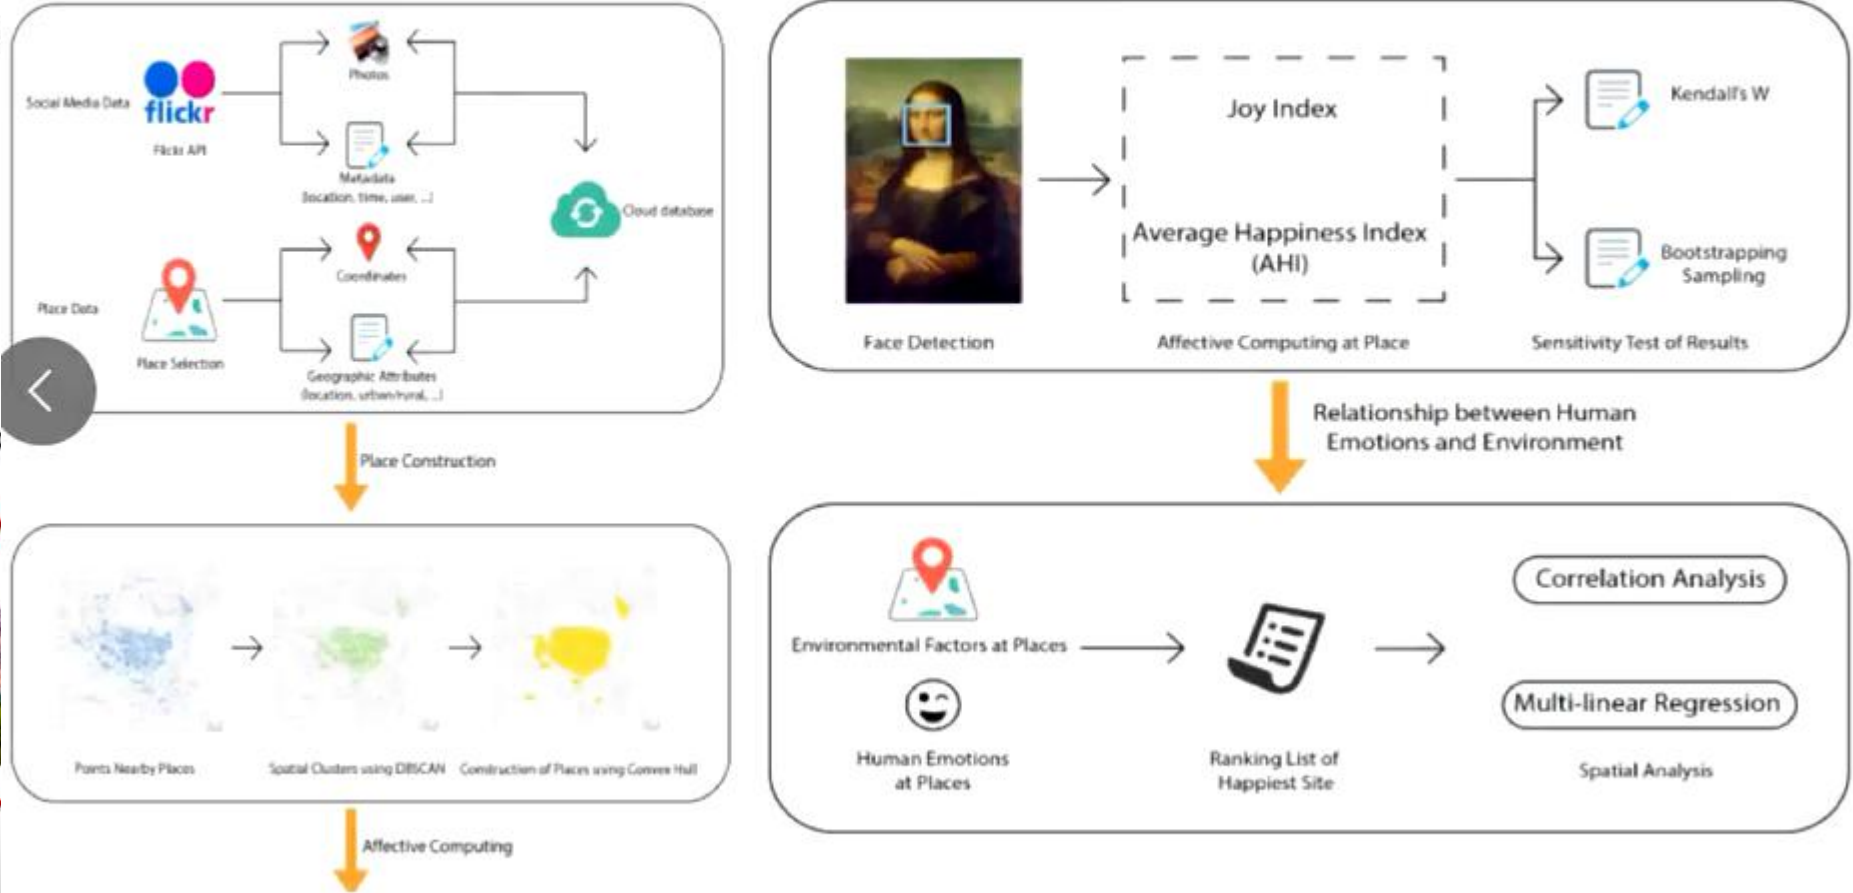 Photos
Social Media Data
flickr
Flickr API
Metadata
(location, time, user, ...)
Cloud database
Coordinates
Place Data
Place Selection
Geographic Attributes
(location, urban/rural, ...)
Place Construction
Points Nearby Places
Spatial Clusters using DBSCAN
Construction of Places using Convex Hull
Affective Computing
Joy Index
Average Happiness Index
(AHI)
Kendall's W
Bootstrapping
Sampling
Face Detection
Affective Computing at Place
Sensitivity Test of Results
Relationship between Human
Emotions and Environment
Environmental Factors at Places
Human Emotions
at Places
Ranking List of
Happiest Site
Correlation Analysis
Multi-linear Regression
Spatial Analysis